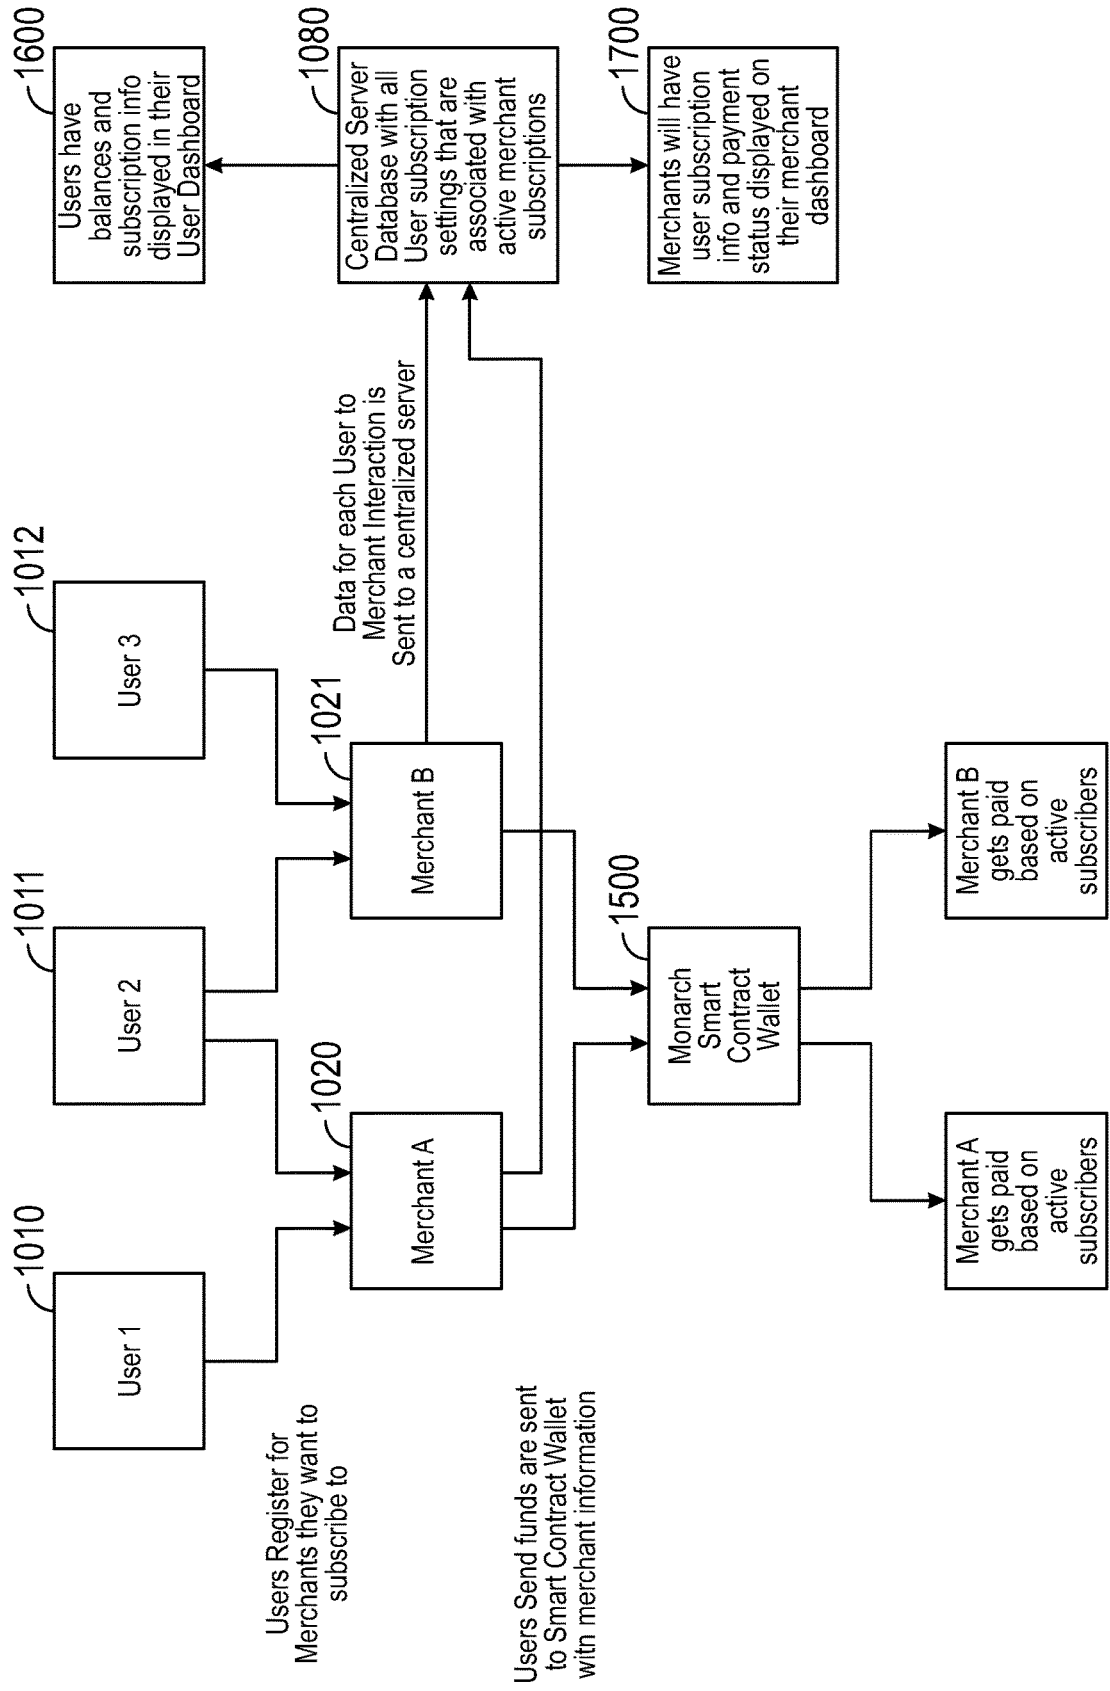 1010
User 1
1011
User 2
1012
User 3
1600
Users have
balances and
subscription info
displayed in their
User Dashboard
Users Register for
Merchants they want to
subscribe to
1020
Merchant A
1021
Merchant B
Data for each User to
Merchant Interaction is
Sent to a centralized server
1080
Centralized Server
Database with all
User subscription
settings that are
associated with
active merchant
subscriptions
Users Send funds are sent
to Smart Contract Wallet
witn merchant information
1500
Monarch
Smart
Contract
Wallet
1700
Merchants will have
user subscription
info and payment
status displayed on
their merchant
dashboard
Merchant A
gets paid
based on
active
subscribers
Merchant B
gets paid
based on
active
subscribers